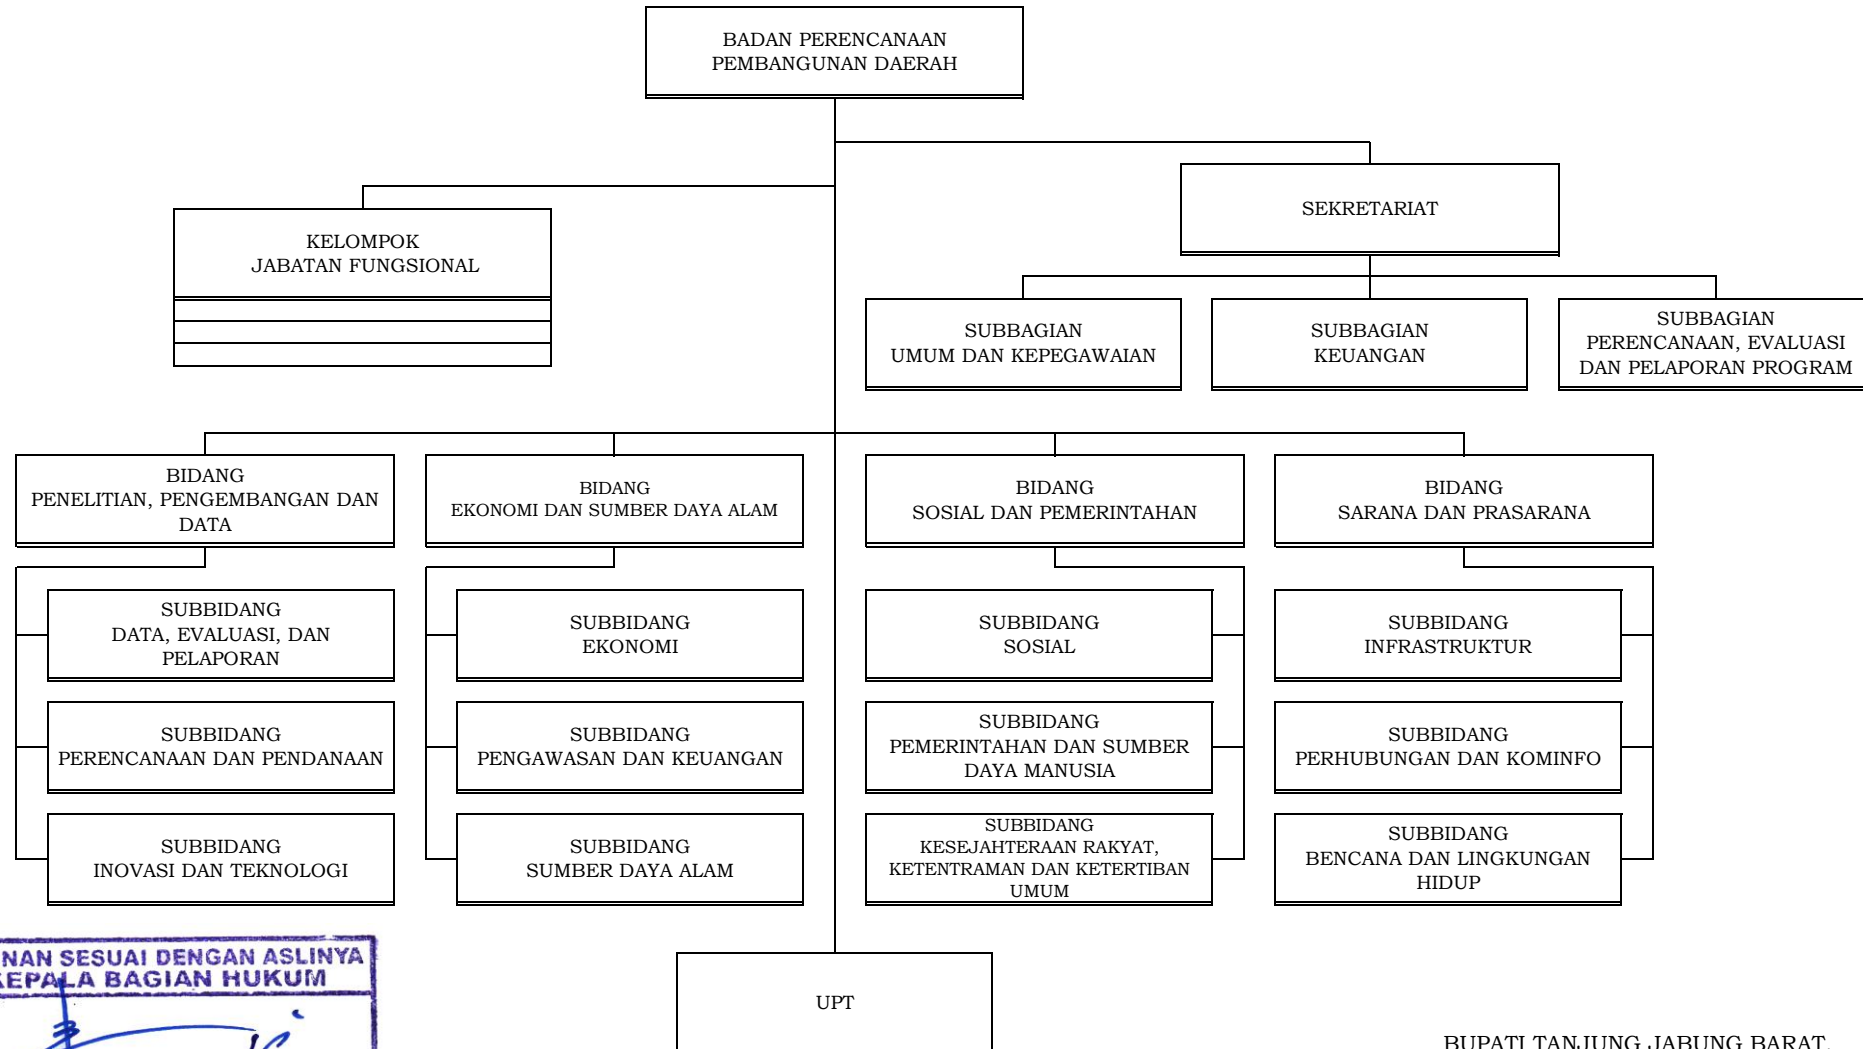 BADAN PERENCANAAN
PEMBANGUNAN DAERAH
SEKRETARIAT
KELOMPOK
JABATAN FUNGSIONAL
SUBBAGIAN
UMUM DAN KEPEGAWAIAN
SUBBAGIAN
KEUANGAN
SUBBAGIAN
PERENCANAAN, EVALUASI
DAN PELAPORAN PROGRAM
BIDANG
PENELITIAN, PENGEMBANGAN DAN
DATA
BIDANG
EKONOMI DAN SUMBER DAYA ALAM
BIDANG
SOSIAL DAN PEMERINTAHAN
BIDANG
SARANA DAN PRASARANA
SUBBIDANG
DATA, EVALUASI, DAN
PELAPORAN
SUBBIDANG
EKONOMI
SUBBIDANG
SOSIAL
SUBBIDANG
INFRASTRUKTUR
SUBBIDANG
PERENCANAAN DAN PENDANAAN
SUBBIDANG
PENGAWASAN DAN KEUANGAN
SUBBIDANG
PEMERINTAHAN DAN SUMBER
DAYA MANUSIA
SUBBIDANG
PERHUBUNGAN DAN KOMINFO
SUBBIDANG
INOVASI DAN TEKNOLOGI
SUBBIDANG
SUMBER DAYA ALAM
SUBBIDANG
KESEJAHTERAAN RAKYAT,
KETENTRAMAN DAN KETERTIBAN
UMUM
SUBBIDANG
BENCANA DAN LINGKUNGAN
HIDUP
NAN SESUAI DENGAN ASLINYA
KEPALA BAGIAN HUKUM
UPT
BUPATI TANJUNG JABUNG BARAT,